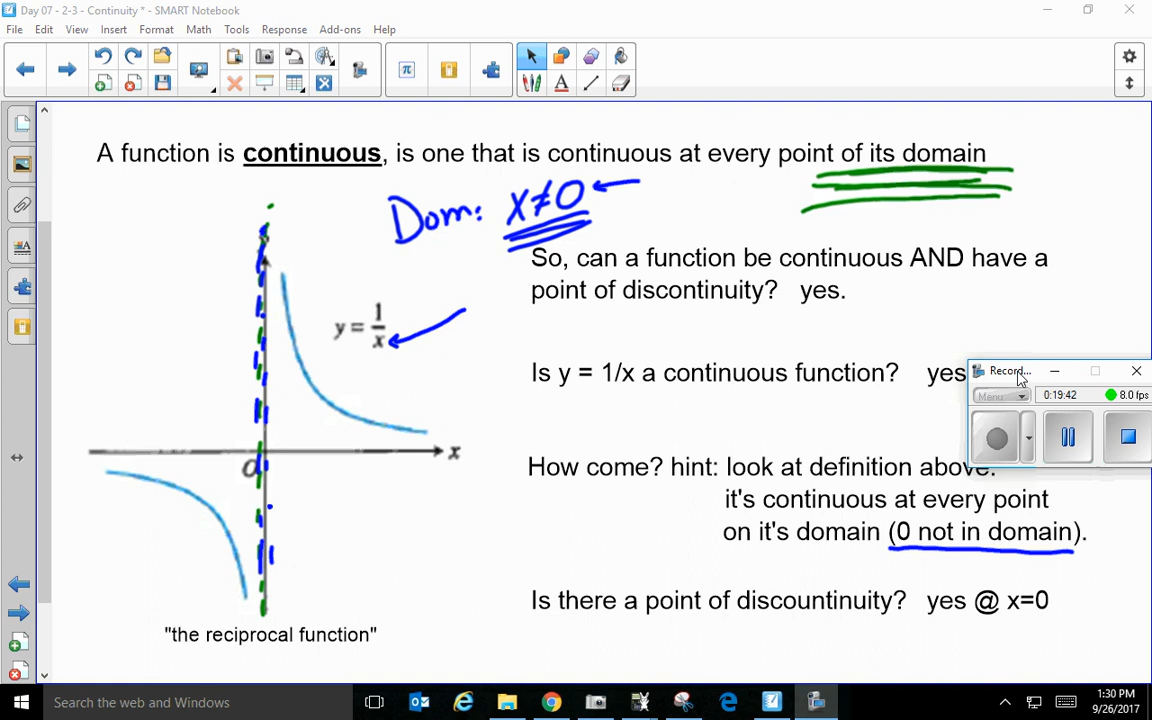 Day 07 - 2-3 - Continuity * - SMART Notebook
File Edit View Insert Format Math Tools Response Add-ons Help
A function is continuous, is one that is continuous at every point of its domain
Dom: x≠0
y
So, can a function be continuous AND have a
point of discontinuity? yes.
y = 1/x
Is y = 1/x a continuous function? yes
Record...
Menu 0:19:42 8.0 fps
x
O
How come? hint: look at definition above.
it's continuous at every point
on it's domain (0 not in domain).
Is there a point of discountinuity? yes @ x=0
"the reciprocal function"
Search the web and Windows
1:30 PM
9/26/2017